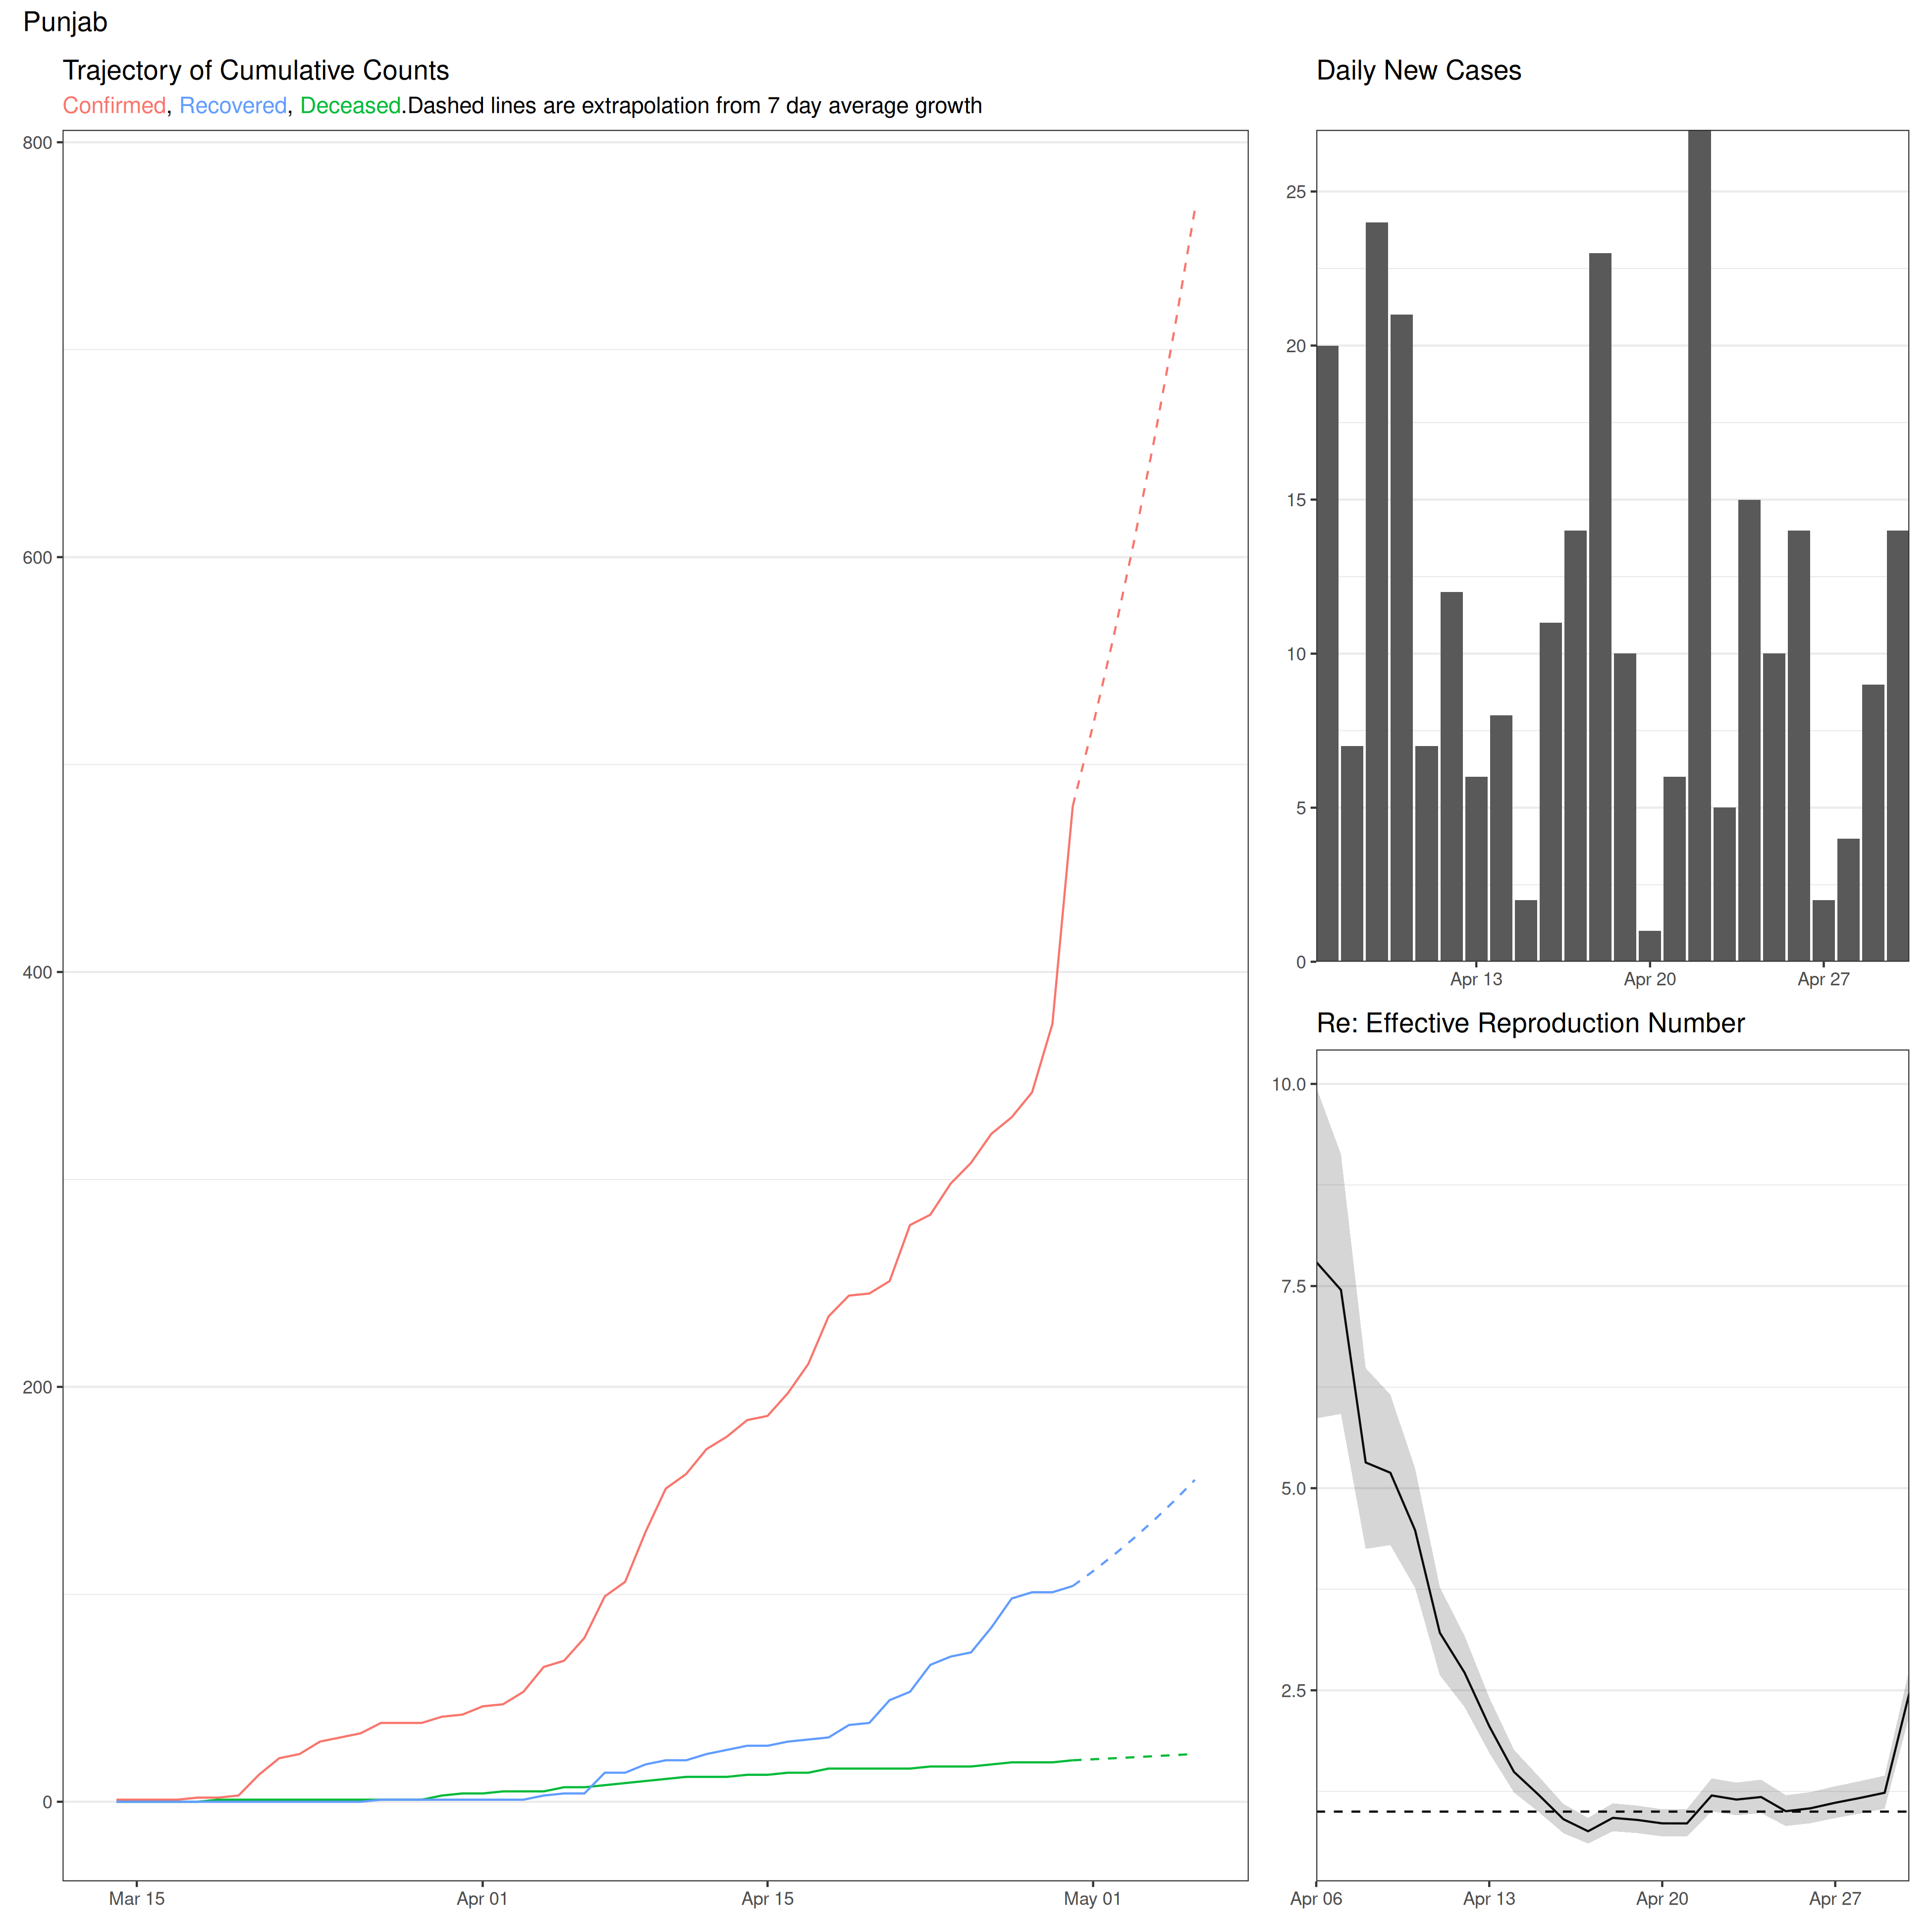 Punjab
Trajectory of Cumulative Counts
Confirmed, Recovered, Deceased.Dashed lines are extrapolation from 7 day average growth
800
600
400
200
0
Mar 15 Apr 01 Apr 15 May 01
Daily New Cases
25
20
15
10
5
0
Apr 13 Apr 20 Apr 27
Re: Effective Reproduction Number
10.0
7.5
5.0
2.5
Apr 06 Apr 13 Apr 20 Apr 27